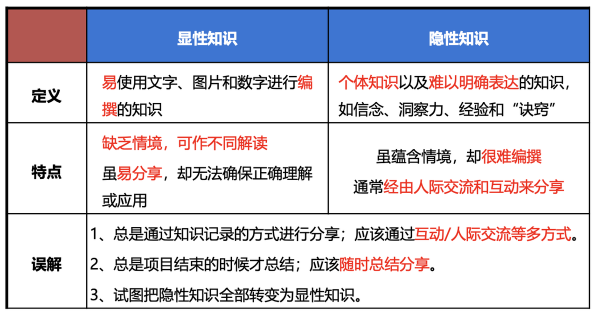 显性知识
隐性知识
定义
易使用文字、图片和数字进行编
撰的知识
个体知识以及难以明确表达的知识，
如信念、洞察力、经验和“诀窍”
特点
缺乏情境，可作不同解读
虽易分享，却无法确保正确理解
或应用
虽蕴含情境，却很难编撰
通常经由人际交流和互动来分享
误解
1、总是通过知识记录的方式进行分享；应该通过互动/人际交流等多方式。
2、总是项目结束的时候才总结；应该随时总结分享。
3、试图把隐性知识全部转变为显性知识。